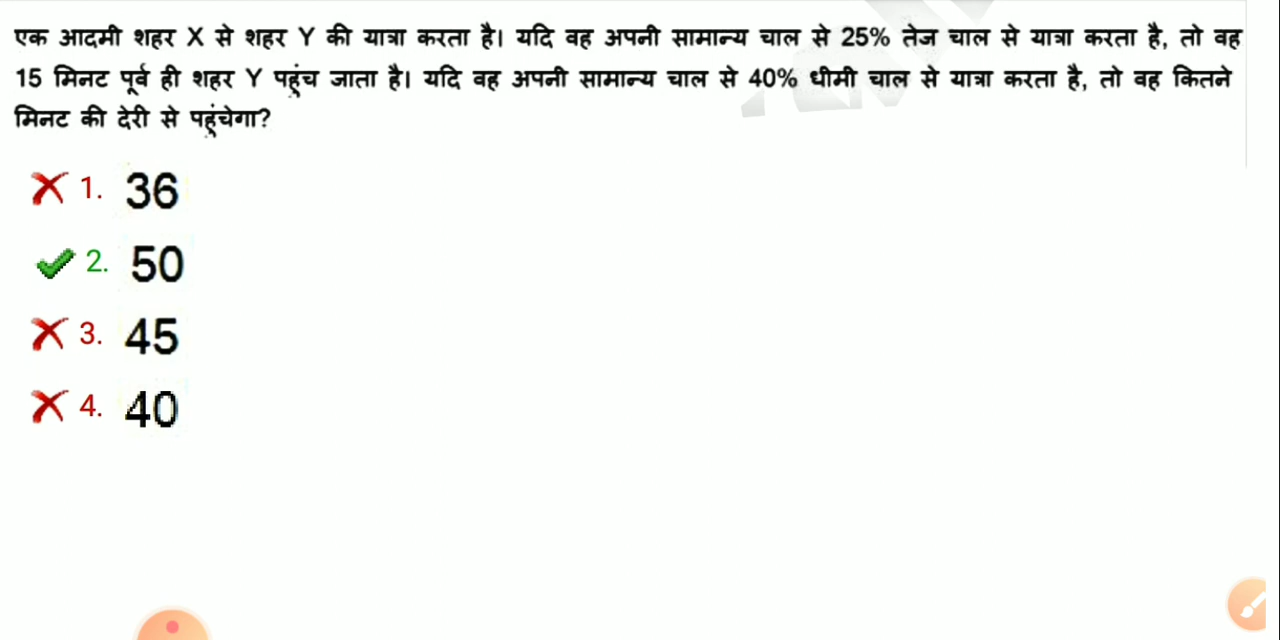 एक आदमी शहर X से शहर Y की यात्रा करता है। यदि वह अपनी सामान्य चाल से 25% तेज चाल से यात्रा करता है, तो वह
15 मिनट पूर्व ही शहर Y पहुंच जाता है। यदि वह अपनी सामान्य चाल से 40% धीमी चाल से यात्रा करता है, तो वह कितने
मिनट की देरी से पहूंचेगा?
1. 36
2. 50
3. 45
4. 40